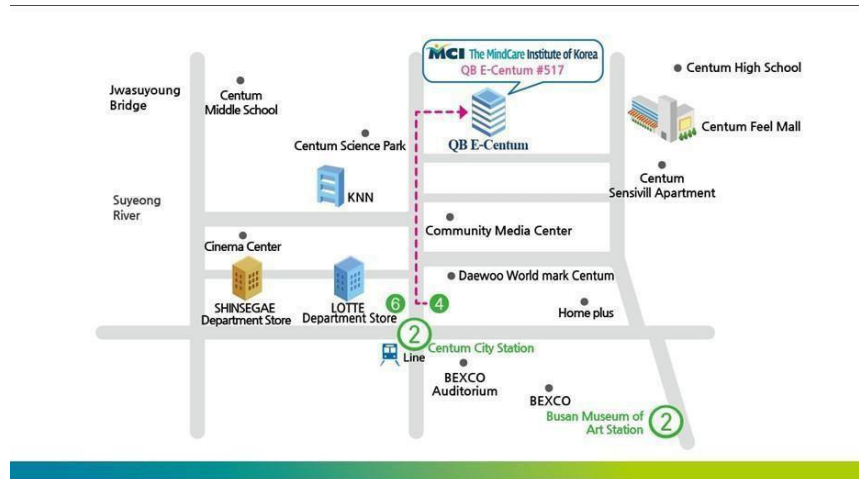 MCI The MindCare Institute of Korea
QB E-Centum #517
Centum High School
Jwasuyoung
Bridge
Centum
Middle School
Centum Feel Mall
Centum Science Park
QB E-Centum
Centum
Sensivill Apartment
KNN
Suyeong
River
Community Media Center
Cinema Center
Daewoo World mark Centum
SHINSEGAE
Department Store
LOTTE
Department Store
6
4
Home plus
2
Centum City Station
Line
BEXCO
Auditorium
BEXCO
Busan Museum of
Art Station
2